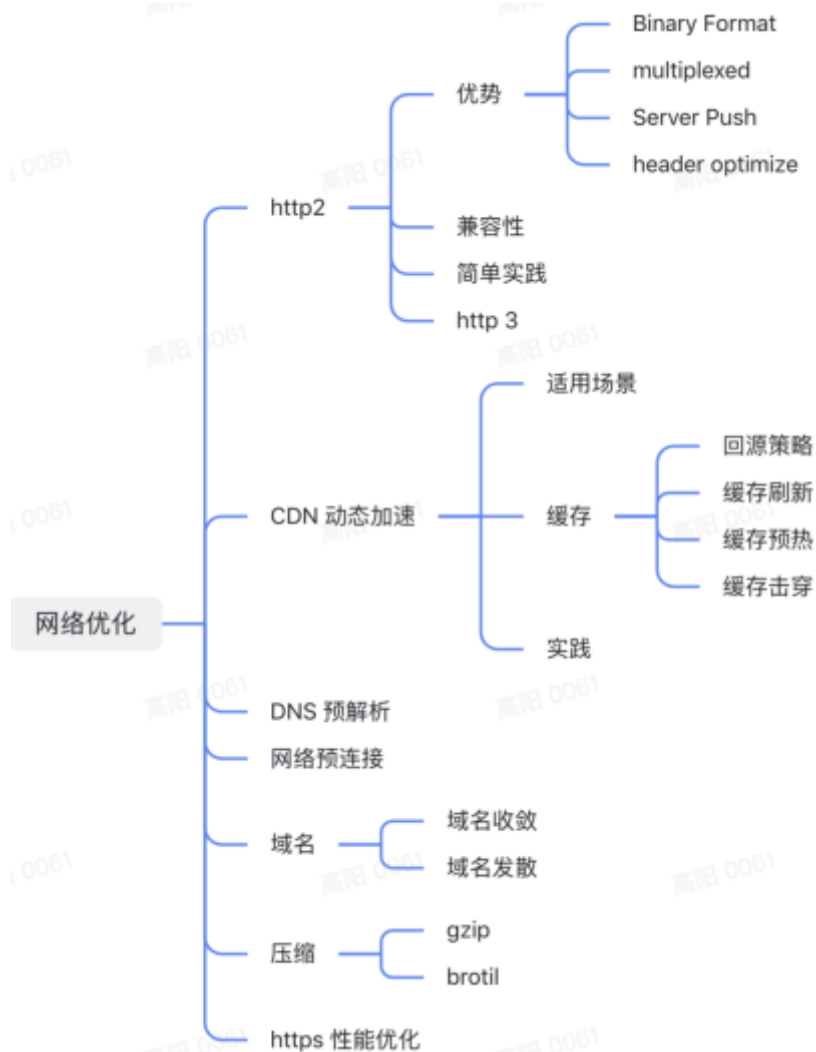 Binary Format
multiplexed
Server Push
header optimize
优势
http2
兼容性
简单实践
http 3
适用场景
回源策略
缓存刷新
CDN 动态加速
缓存
缓存预热
缓存击穿
网络优化
实践
DNS 预解析
网络预连接
域名收敛
域名
域名发散
gzip
压缩
brotil
https 性能优化
高阳 0061